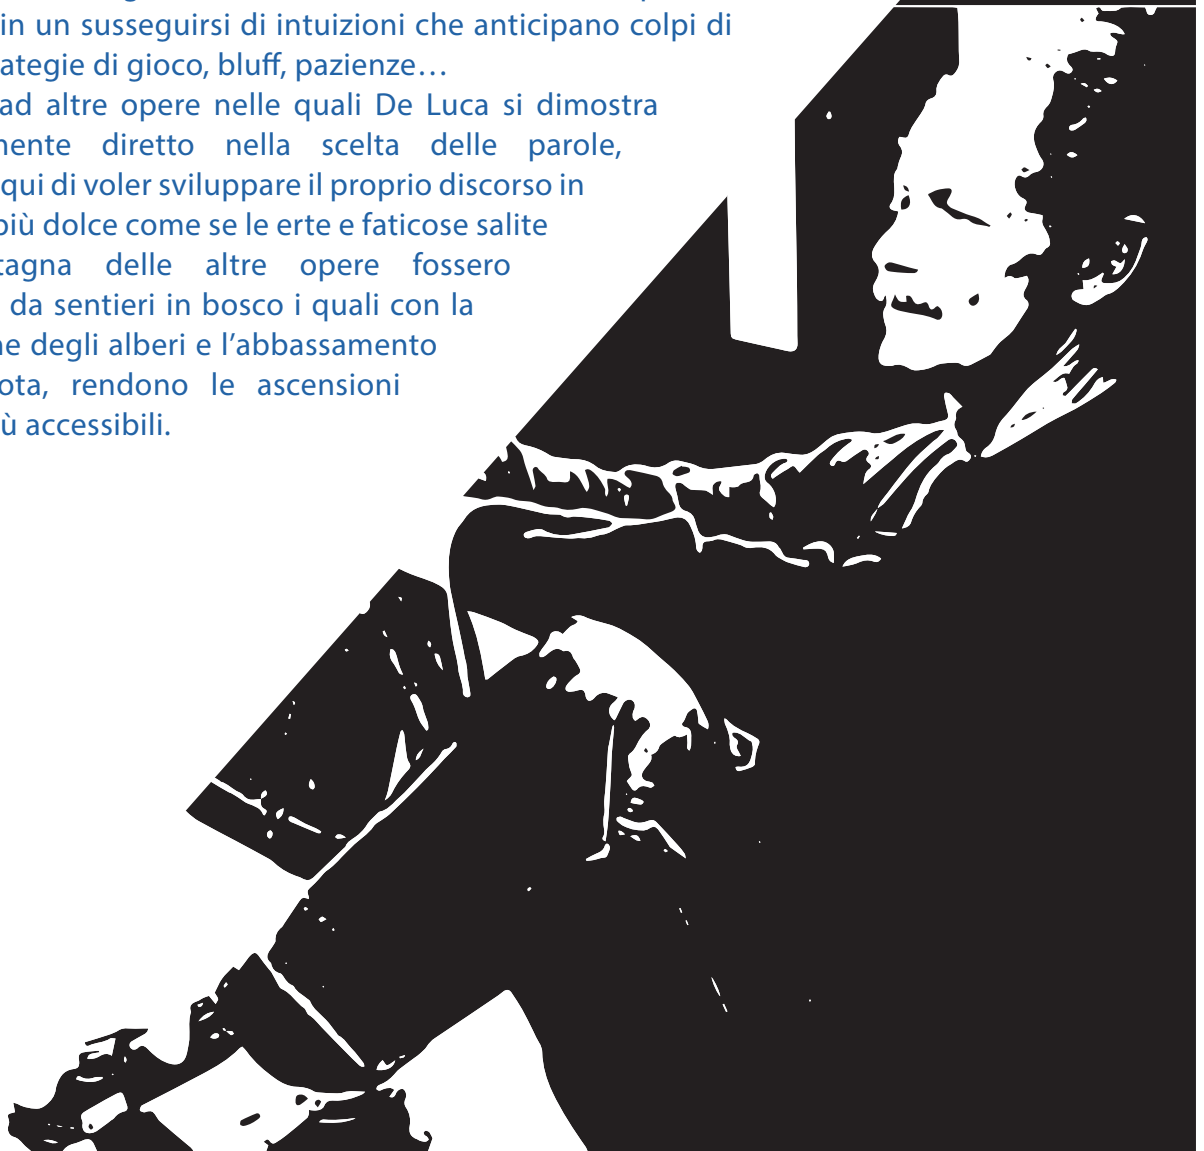 in un susseguirsi di intuizioni che anticipano colpi di
ategie di gioco, bluff, pazienze…
ad altre opere nelle quali De Luca si dimostra
nente diretto nella scelta delle parole,
qui di voler sviluppare il proprio discorso in
più dolce come se le erte e faticose salite
tagna delle altre opere fossero
da sentieri in bosco i quali con la
ne degli alberi e l’abbassamento
ota, rendono le ascensioni
ù accessibili.